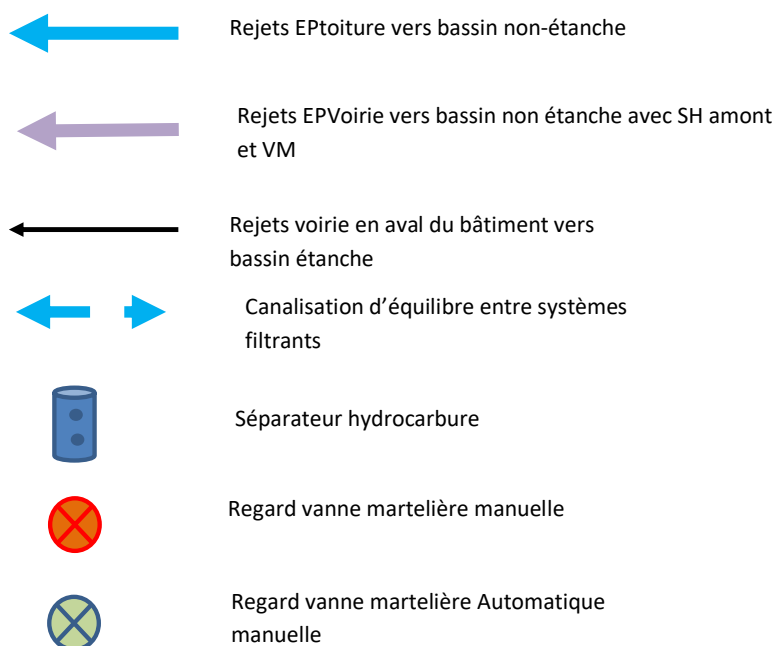 Rejets EPtoiture vers bassin non-étanche
Rejets EPVoirie vers bassin non étanche avec SH amont
et VM
Rejets voirie en aval du bâtiment vers
bassin étanche
Canalisation d’équilibre entre systèmes
filtrants
Séparateur hydrocarbure
Regard vanne martelière manuelle
Regard vanne martelière Automatique
manuelle